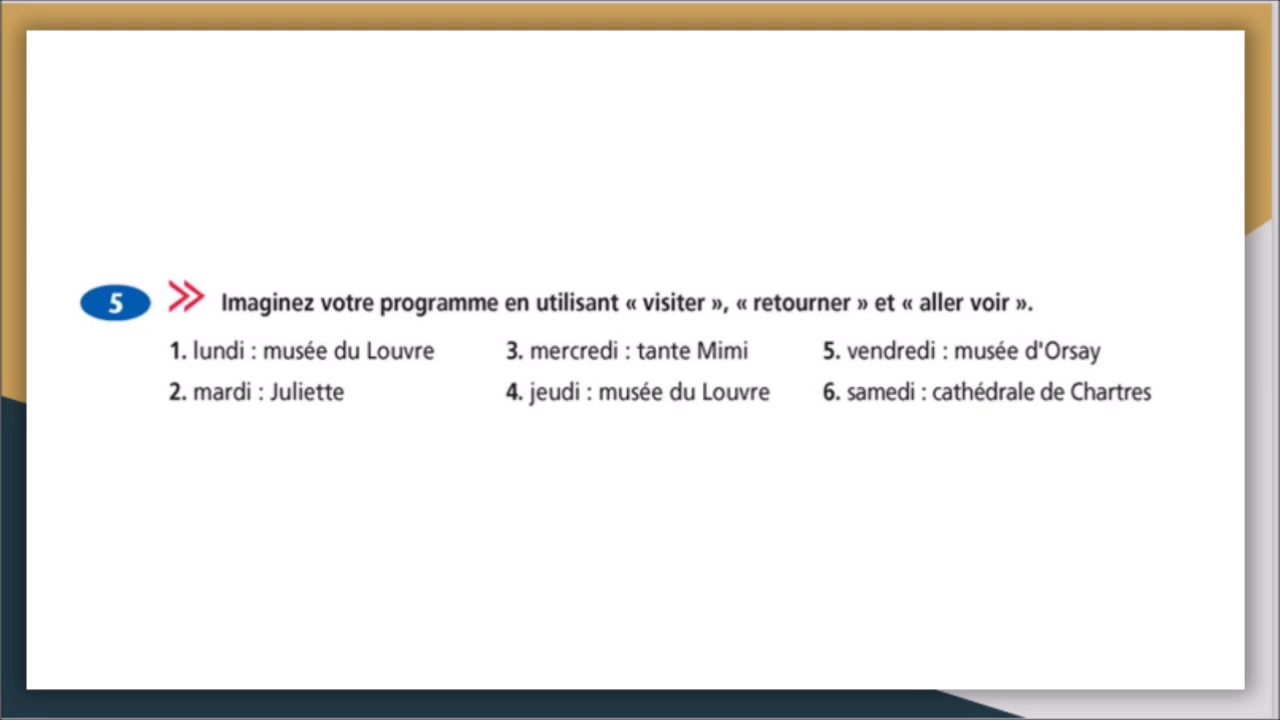 5 Imaginez votre programme en utilisant « visiter », « retourner » et « aller voir ».
1. lundi : musée du Louvre 3. mercredi : tante Mimi 5. vendredi : musée d'Orsay
2. mardi : Juliette 4. jeudi : musée du Louvre 6. samedi : cathédrale de Chartres